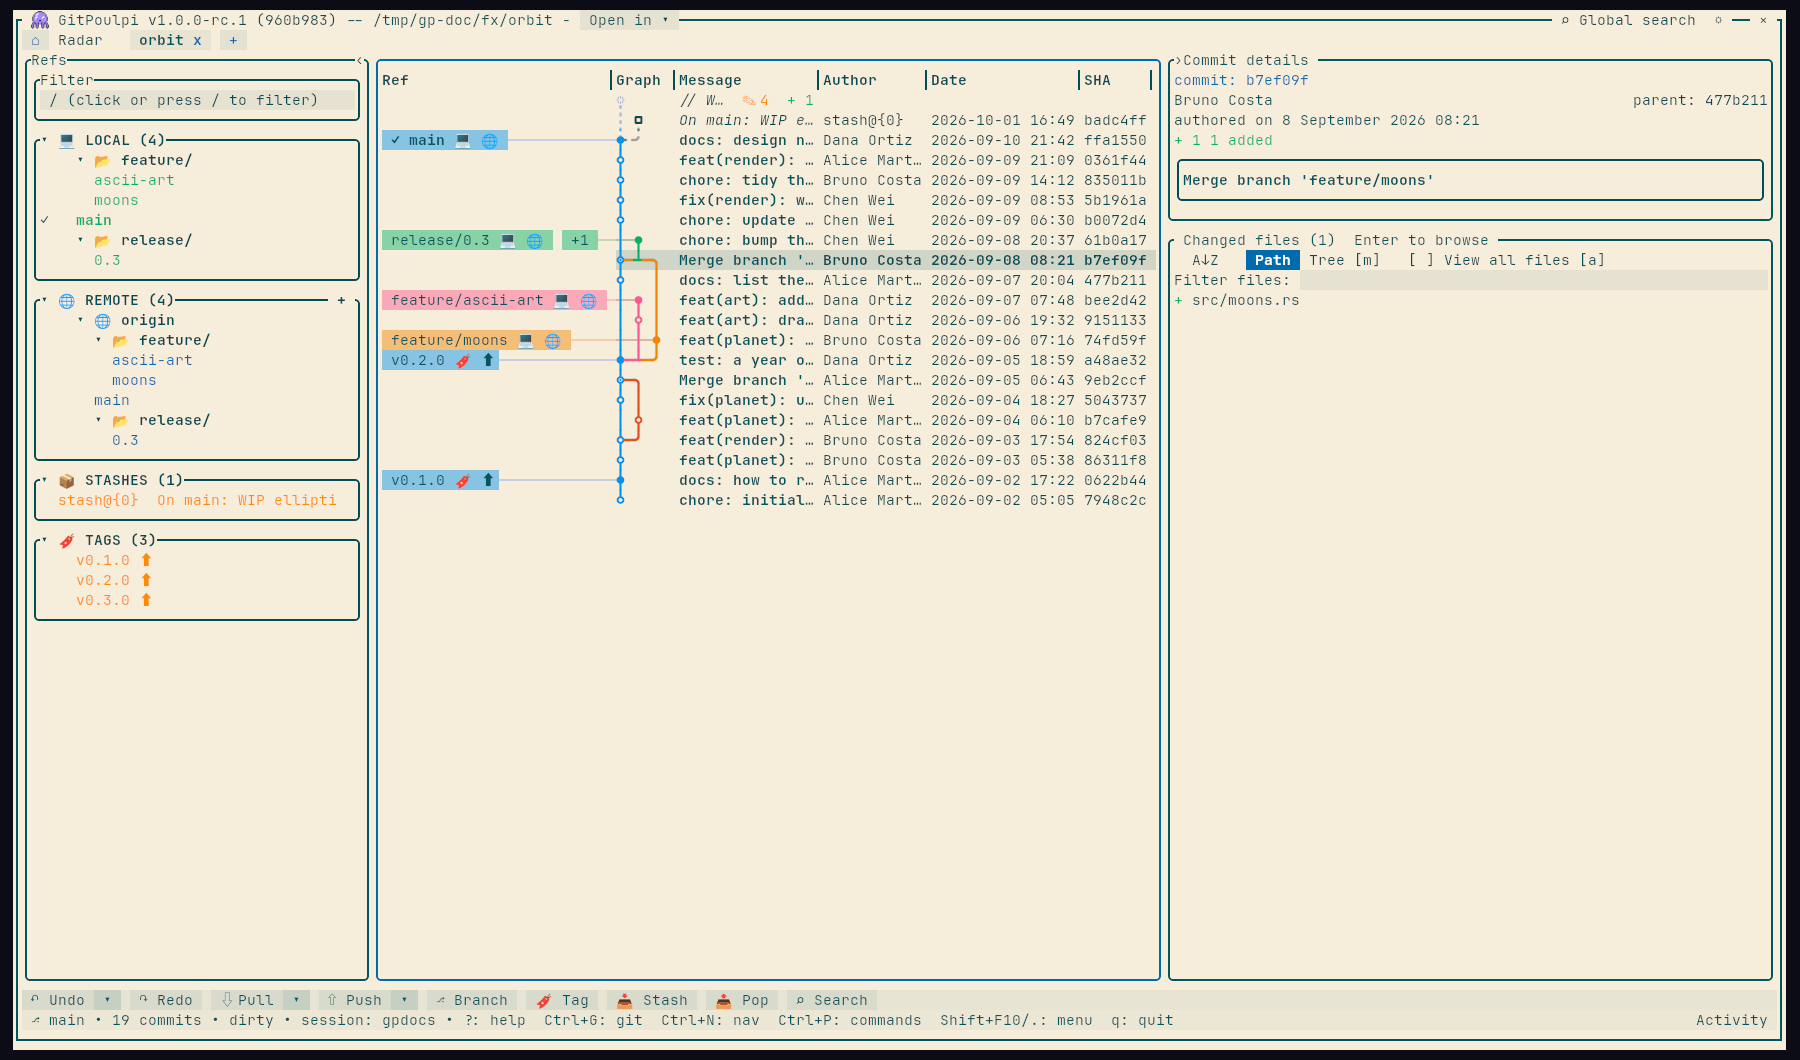 GitPoulpi v1.0.0-rc.1 (960b983) -- /tmp/gp-doc/fx/orbit - Open in ▾ ⌕ Global search ☼ ×
⌂ Radar orbit x +
Refs ‹
Filter
/ (click or press / to filter)
▾ 💻 LOCAL (4)
▾ 📂 feature/
ascii-art
moons
✓ main
▾ 📂 release/
0.3
▾ 🌐 REMOTE (4) +
▾ 🌐 origin
▾ 📂 feature/
ascii-art
moons
main
▾ 📂 release/
0.3
▾ 📦 STASHES (1)
stash@{0} On main: WIP ellipti
▾ 🔖 TAGS (3)
v0.1.0 ⬆
v0.2.0 ⬆
v0.3.0 ⬆
Ref Graph Message Author Date SHA
// W… ✎ 4 + 1
On main: WIP e… stash@{0} 2026-10-01 16:49 badc4ff
✓ main 💻 🌐 docs: design n… Dana Ortiz 2026-09-10 21:42 ffa1550
feat(render): … Alice Mart… 2026-09-09 21:09 0361f44
chore: tidy th… Bruno Costa 2026-09-09 14:12 835011b
fix(render): w… Chen Wei 2026-09-09 08:53 5b1961a
chore: update … Chen Wei 2026-09-09 06:30 b0072d4
release/0.3 💻 🌐 +1 chore: bump th… Chen Wei 2026-09-08 20:37 61b0a17
Merge branch '… Bruno Costa 2026-09-08 08:21 b7ef09f
docs: list the… Alice Mart… 2026-09-07 20:04 477b211
feature/ascii-art 💻 🌐 feat(art): add… Dana Ortiz 2026-09-07 07:48 bee2d42
feat(art): dra… Dana Ortiz 2026-09-06 19:32 9151133
feature/moons 💻 🌐 feat(planet): … Bruno Costa 2026-09-06 07:16 74fd59f
v0.2.0 🔖 ⬆ test: a year o… Dana Ortiz 2026-09-05 18:59 a48ae32
Merge branch '… Alice Mart… 2026-09-05 06:43 9eb2ccf
fix(planet): u… Chen Wei 2026-09-04 18:27 5043737
feat(planet): … Alice Mart… 2026-09-04 06:10 b7cafe9
feat(render): … Bruno Costa 2026-09-03 17:54 824cf03
feat(planet): … Bruno Costa 2026-09-03 05:38 86311f8
v0.1.0 🔖 ⬆ docs: how to r… Alice Mart… 2026-09-02 17:22 0622b44
chore: initial… Alice Mart… 2026-09-02 05:05 7948c2c
›Commit details
commit: b7ef09f
Bruno Costa parent: 477b211
authored on 8 September 2026 08:21
+ 1 1 added
Merge branch 'feature/moons'
Changed files (1) Enter to browse
A↓Z Path Tree [m] [ ] View all files [a]
Filter files:
+ src/moons.rs
↶ Undo ▾ ↷ Redo ⇩ Pull ▾ ⇧ Push ▾ ⎇ Branch 🔖 Tag 📥 Stash 📤 Pop ⌕ Search
⎇ main • 19 commits • dirty • session: gpdocs • ?: help Ctrl+G: git Ctrl+N: nav Ctrl+P: commands Shift+F10/.: menu q: quit Activity